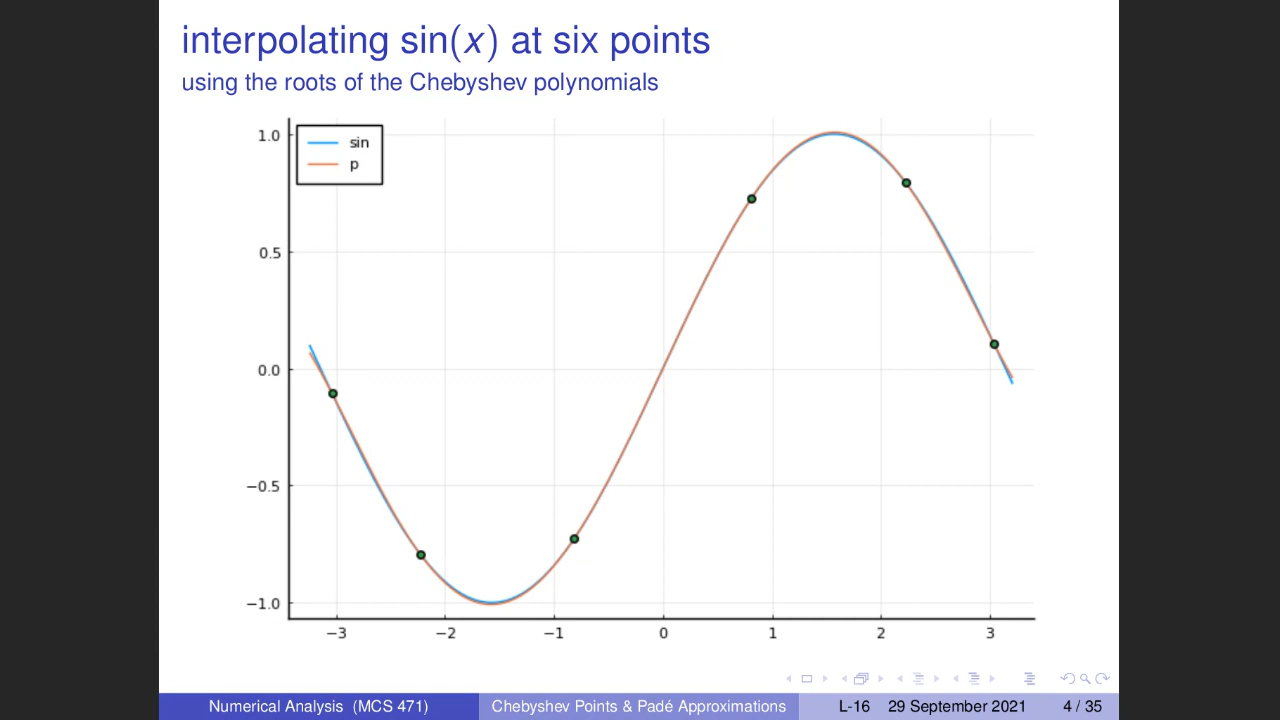 interpolating sin(x) at six points
using the roots of the Chebyshev polynomials
1.0
sin
p
0.5
0.0
−0.5
−1.0
−3 −2 −1 0 1 2 3
Numerical Analysis (MCS 471) Chebyshev Points & Padé Approximations L-16 29 September 2021 4 / 35